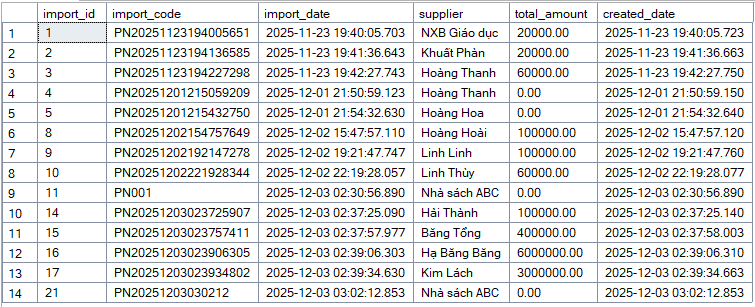 import_id import_code import_date supplier total_amount created_date
1 1 PN20251123194005651 2025-11-23 19:40:05.703 NXB Giáo dục 20000.00 2025-11-23 19:40:05.723
2 2 PN20251123194136585 2025-11-23 19:41:36.643 Khuất Phàn 20000.00 2025-11-23 19:41:36.663
3 3 PN20251123194227298 2025-11-23 19:42:27.743 Hoàng Thanh 60000.00 2025-11-23 19:42:27.750
4 4 PN20251201215059209 2025-12-01 21:50:59.123 Hoàng Thanh 0.00 2025-12-01 21:50:59.150
5 5 PN20251201215432750 2025-12-01 21:54:32.630 Hoàng Hoa 0.00 2025-12-01 21:54:32.640
6 8 PN20251202154757649 2025-12-02 15:47:57.110 Hoàng Hoài 100000.00 2025-12-02 15:47:57.120
7 9 PN20251202192147278 2025-12-02 19:21:47.747 Linh Linh 100000.00 2025-12-02 19:21:47.760
8 10 PN20251202221928344 2025-12-02 22:19:28.057 Linh Thùy 60000.00 2025-12-02 22:19:28.077
9 11 PN001 2025-12-03 02:30:56.890 Nhà sách ABC 0.00 2025-12-03 02:30:56.890
10 14 PN20251203023725907 2025-12-03 02:37:25.090 Hải Thành 100000.00 2025-12-03 02:37:25.140
11 15 PN20251203023757411 2025-12-03 02:37:57.977 Băng Tổng 400000.00 2025-12-03 02:37:58.003
12 16 PN20251203023906305 2025-12-03 02:39:06.303 Hạ Băng Băng 6000000.00 2025-12-03 02:39:06.310
13 17 PN20251203023934802 2025-12-03 02:39:34.630 Kim Lách 3000000.00 2025-12-03 02:39:34.663
14 21 PN20251203030212 2025-12-03 03:02:12.853 Nhà sách ABC 0.00 2025-12-03 03:02:12.853